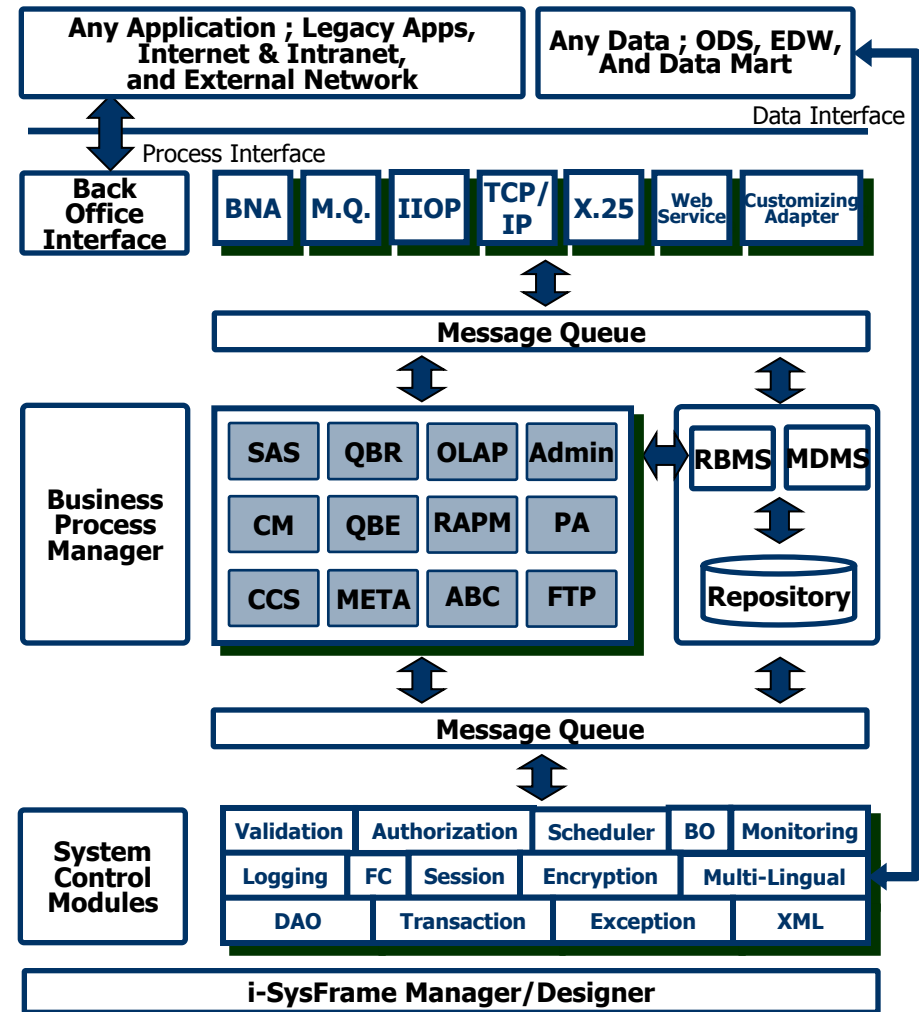 Any Application ; Legacy Apps,
Internet & Intranet,
and External Network
Any Data ; ODS, EDW,
And Data Mart
Data Interface
Process Interface
Back
Office
Interface
BNA
M.Q.
IIOP
TCP/
IP
X.25
Web
Service
Customizing
Adapter
Message Queue
Business
Process
Manager
SAS
QBR
OLAP
Admin
CM
QBE
RAPM
PA
CCS
META
ABC
FTP
RBMS
MDMS
Repository
Message Queue
System
Control
Modules
Validation
Authorization
Scheduler
BO
Monitoring
Logging
FC
Session
Encryption
Multi-Lingual
DAO
Transaction
Exception
XML
i-SysFrame Manager/Designer